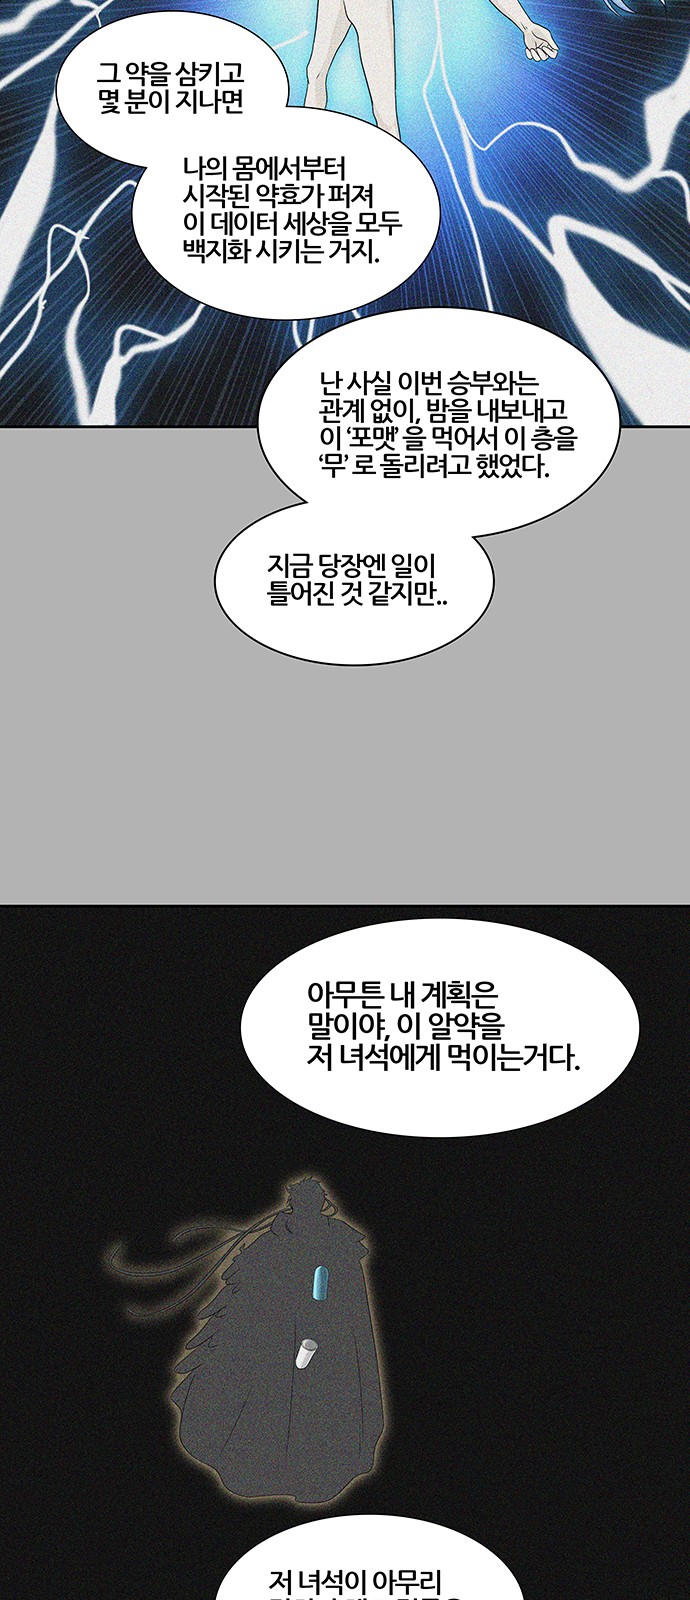 그 약을 삼키고
몇 분이 지나면
나의 몸에서부터
시작된 약효가 퍼져
이 데이터 세상을 모두
백지화 시키는 거지.
난 사실 이번 승부와는
관계 없이, 밤을 내보내고
이 ‘포맷’ 을 먹어서 이 층을
‘무’ 로 돌리려고 했었다.
지금 당장엔 일이
틀어진 것 같지만..
아무튼 내 계획은
말이야, 이 알약을
저 녀석에게 먹이는거다.
저 녀석이 아무리